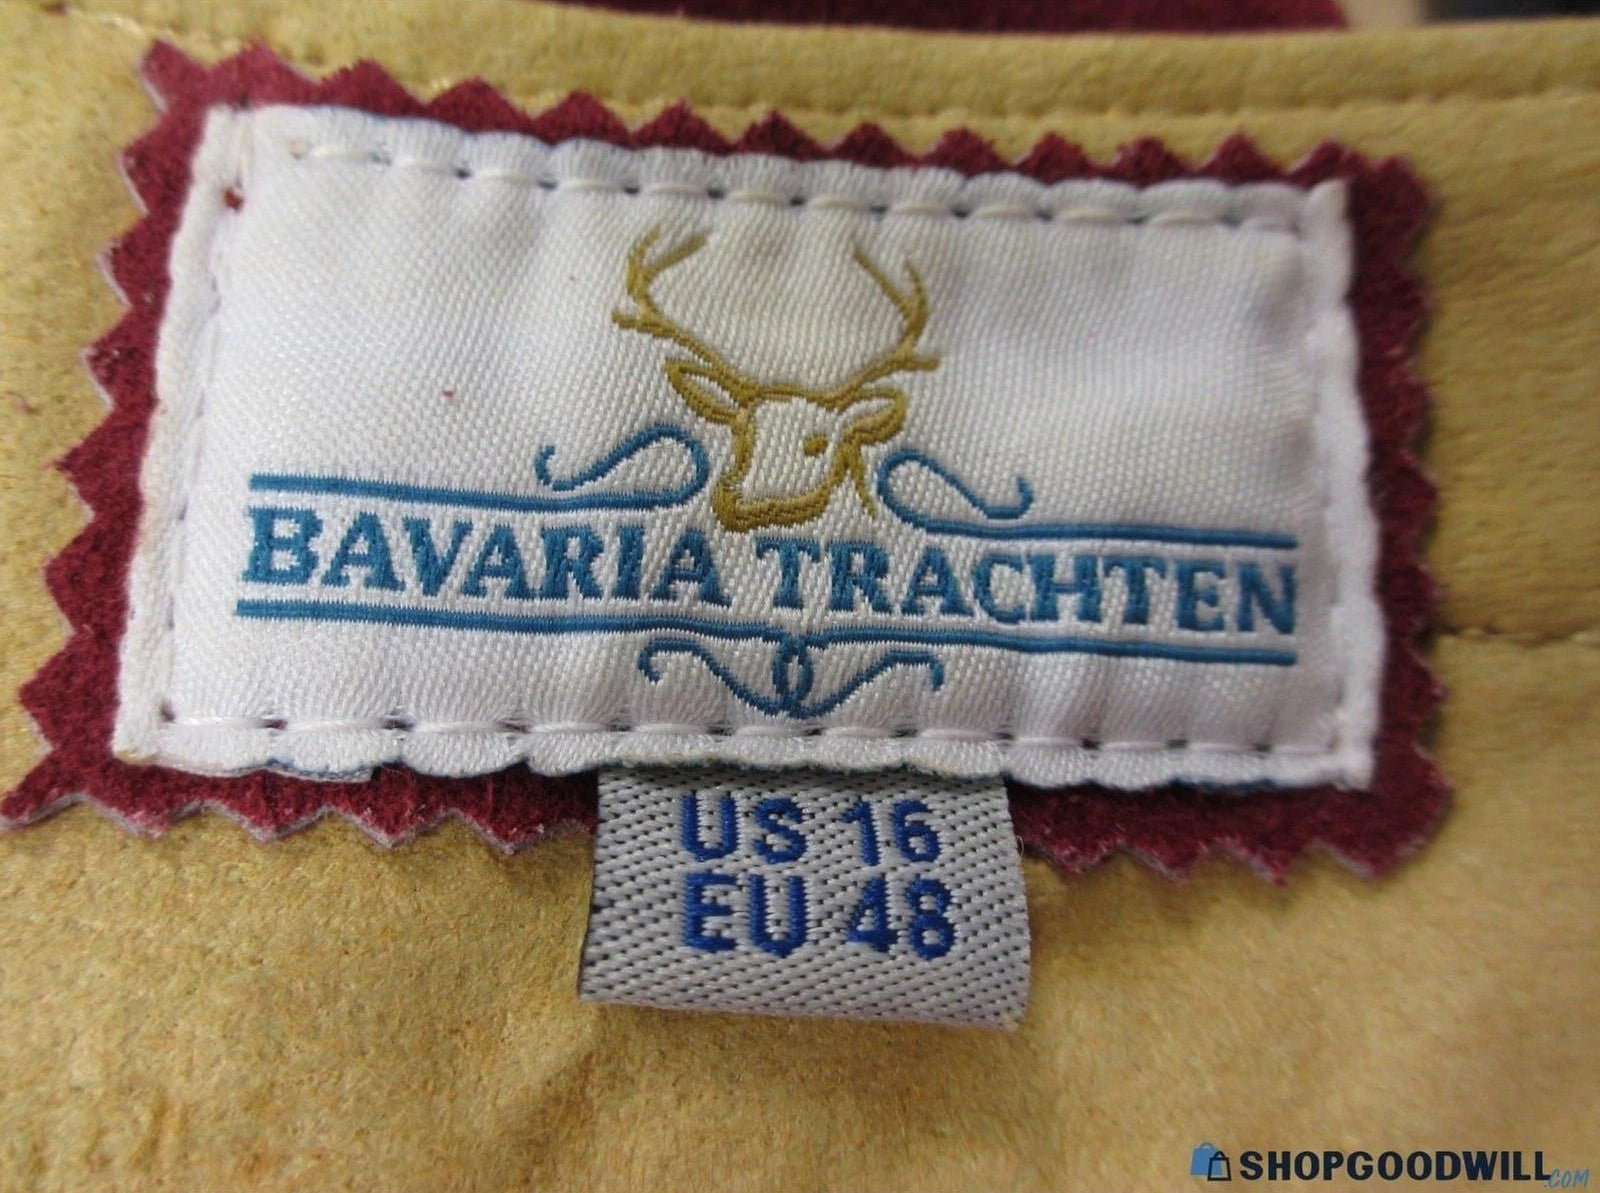 BAVARIA TRACHTEN
US 16
EU 48
SHOPGOODWILL.COM